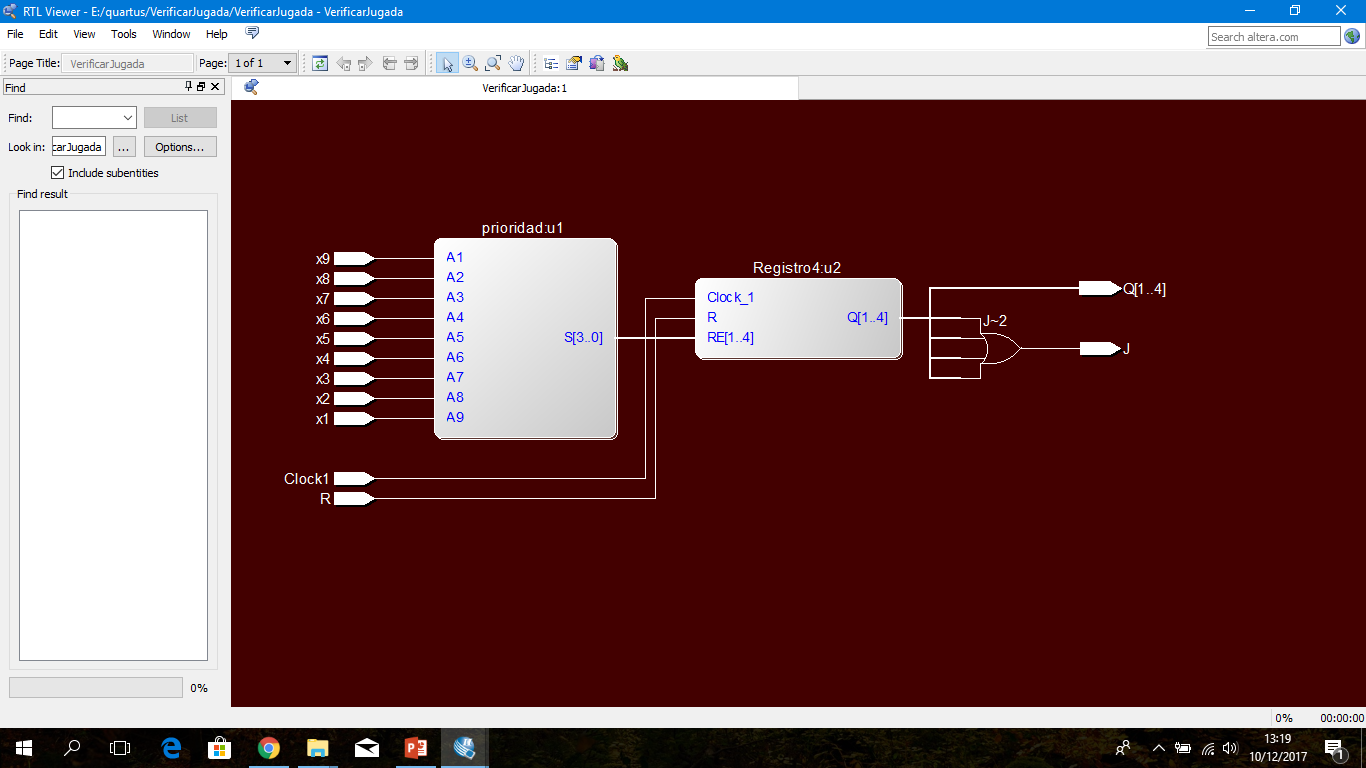 RTL Viewer - E:/quartus/VerificarJugada/VerificarJugada - VerificarJugada
File Edit View Tools Window Help
Search altera.com
Page Title: VerificarJugada Page: 1 of 1
Find
VerificarJugada:1
Find: List
Look in: carJugada ... Options...
Include subentities
Find result
prioridad:u1
x9 A1
x8 A2
x7 A3
x6 A4
x5 A5 S[3..0]
x4 A6
x3 A7
x2 A8
x1 A9
Clock1
R
Registro4:u2
Clock_1
R Q[1..4]
RE[1..4]
Q[1..4]
J~2
J
0%
0% 00:00:00
13:19
10/12/2017
1